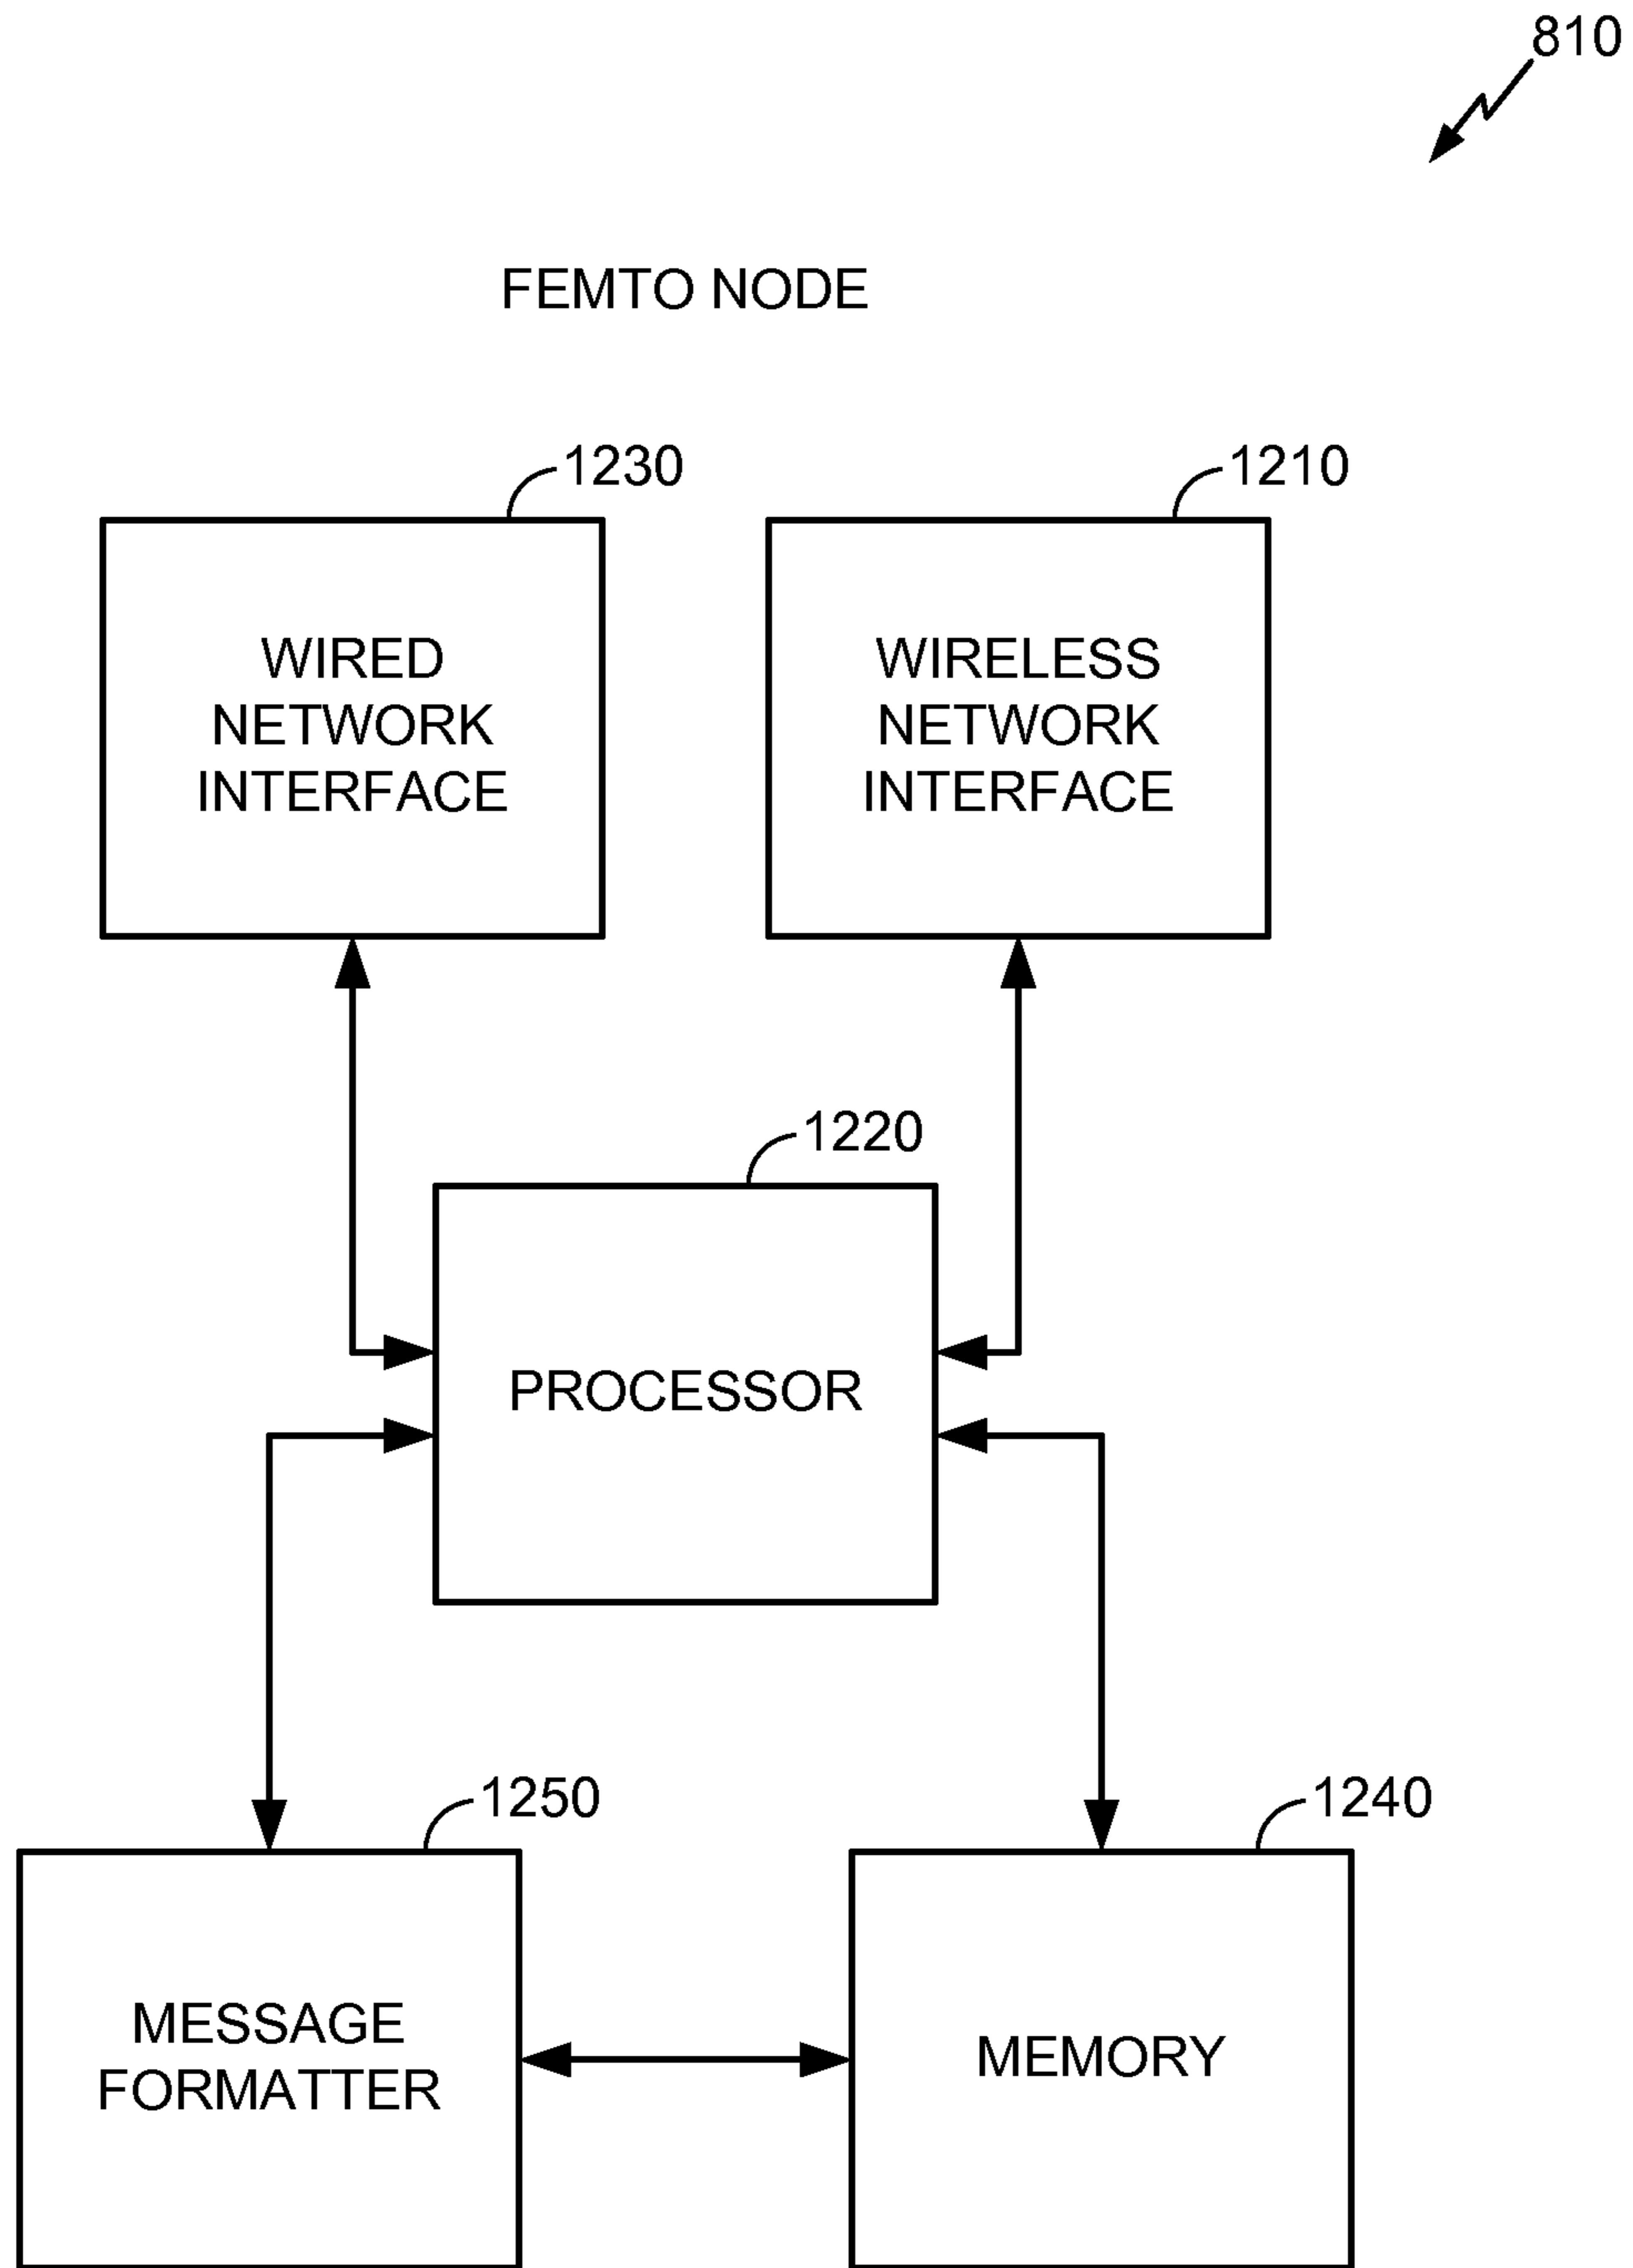 810
FEMTO NODE
1230
1210
WIRED
NETWORK
INTERFACE
WIRELESS
NETWORK
INTERFACE
1220
PROCESSOR
1250
1240
MESSAGE
FORMATTER
MEMORY